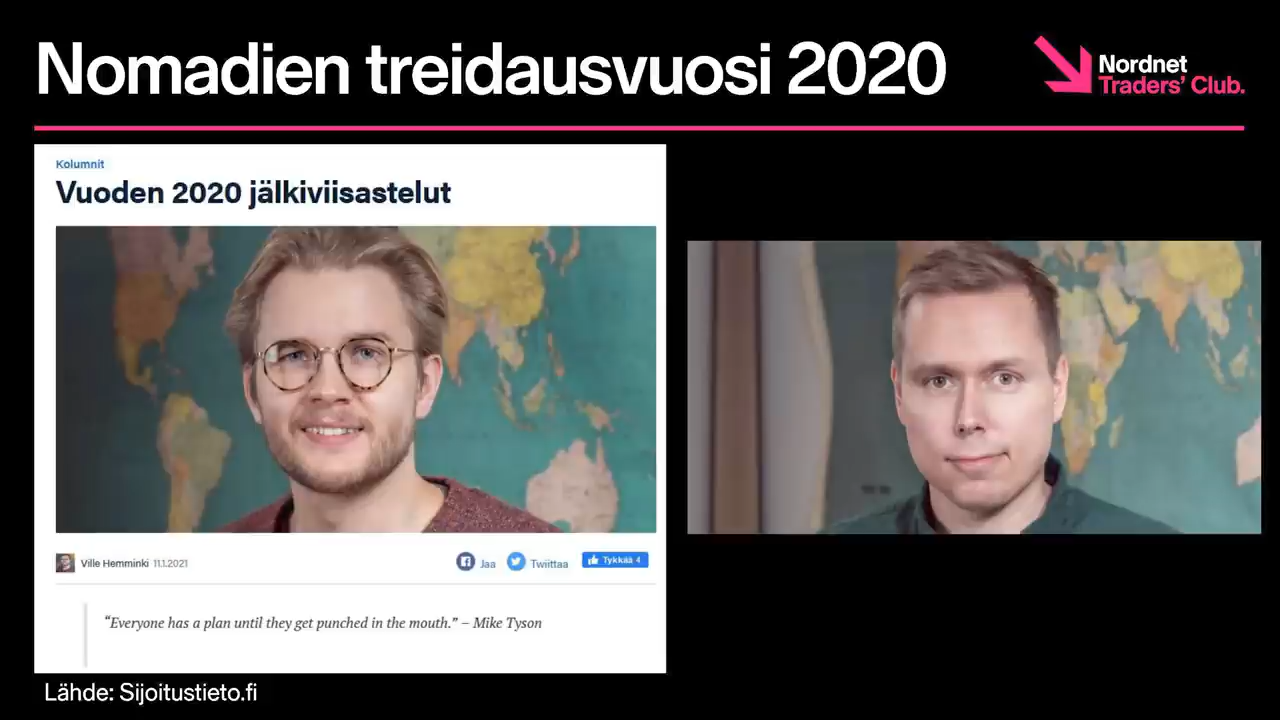 Nomadien treidausvuosi 2020
Nordnet
Traders' Club.
Kolumnit
Vuoden 2020 jälkiviisastelut
Ville Hemminki 11.1.2021
Jaa
Twiittaa
Tykkää 4
“Everyone has a plan until they get punched in the mouth.” – Mike Tyson
Lähde: Sijoitustieto.fi